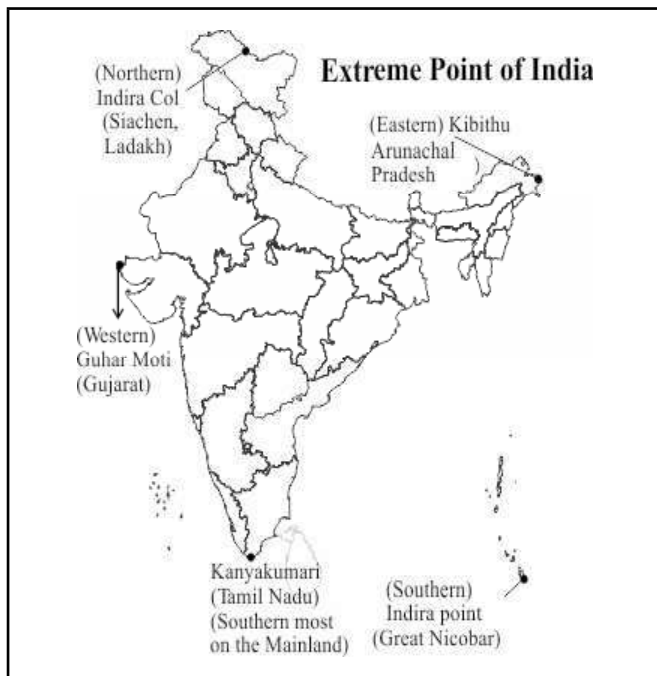 Extreme Point of India
(Northern)
Indira Col
(Siachen,
Ladakh)
(Eastern) Kibithu
Arunachal
Pradesh
(Western)
Guhar Moti
(Gujarat)
Kanyakumari
(Tamil Nadu)
(Southern most
on the Mainland)
(Southern)
Indira point
(Great Nicobar)